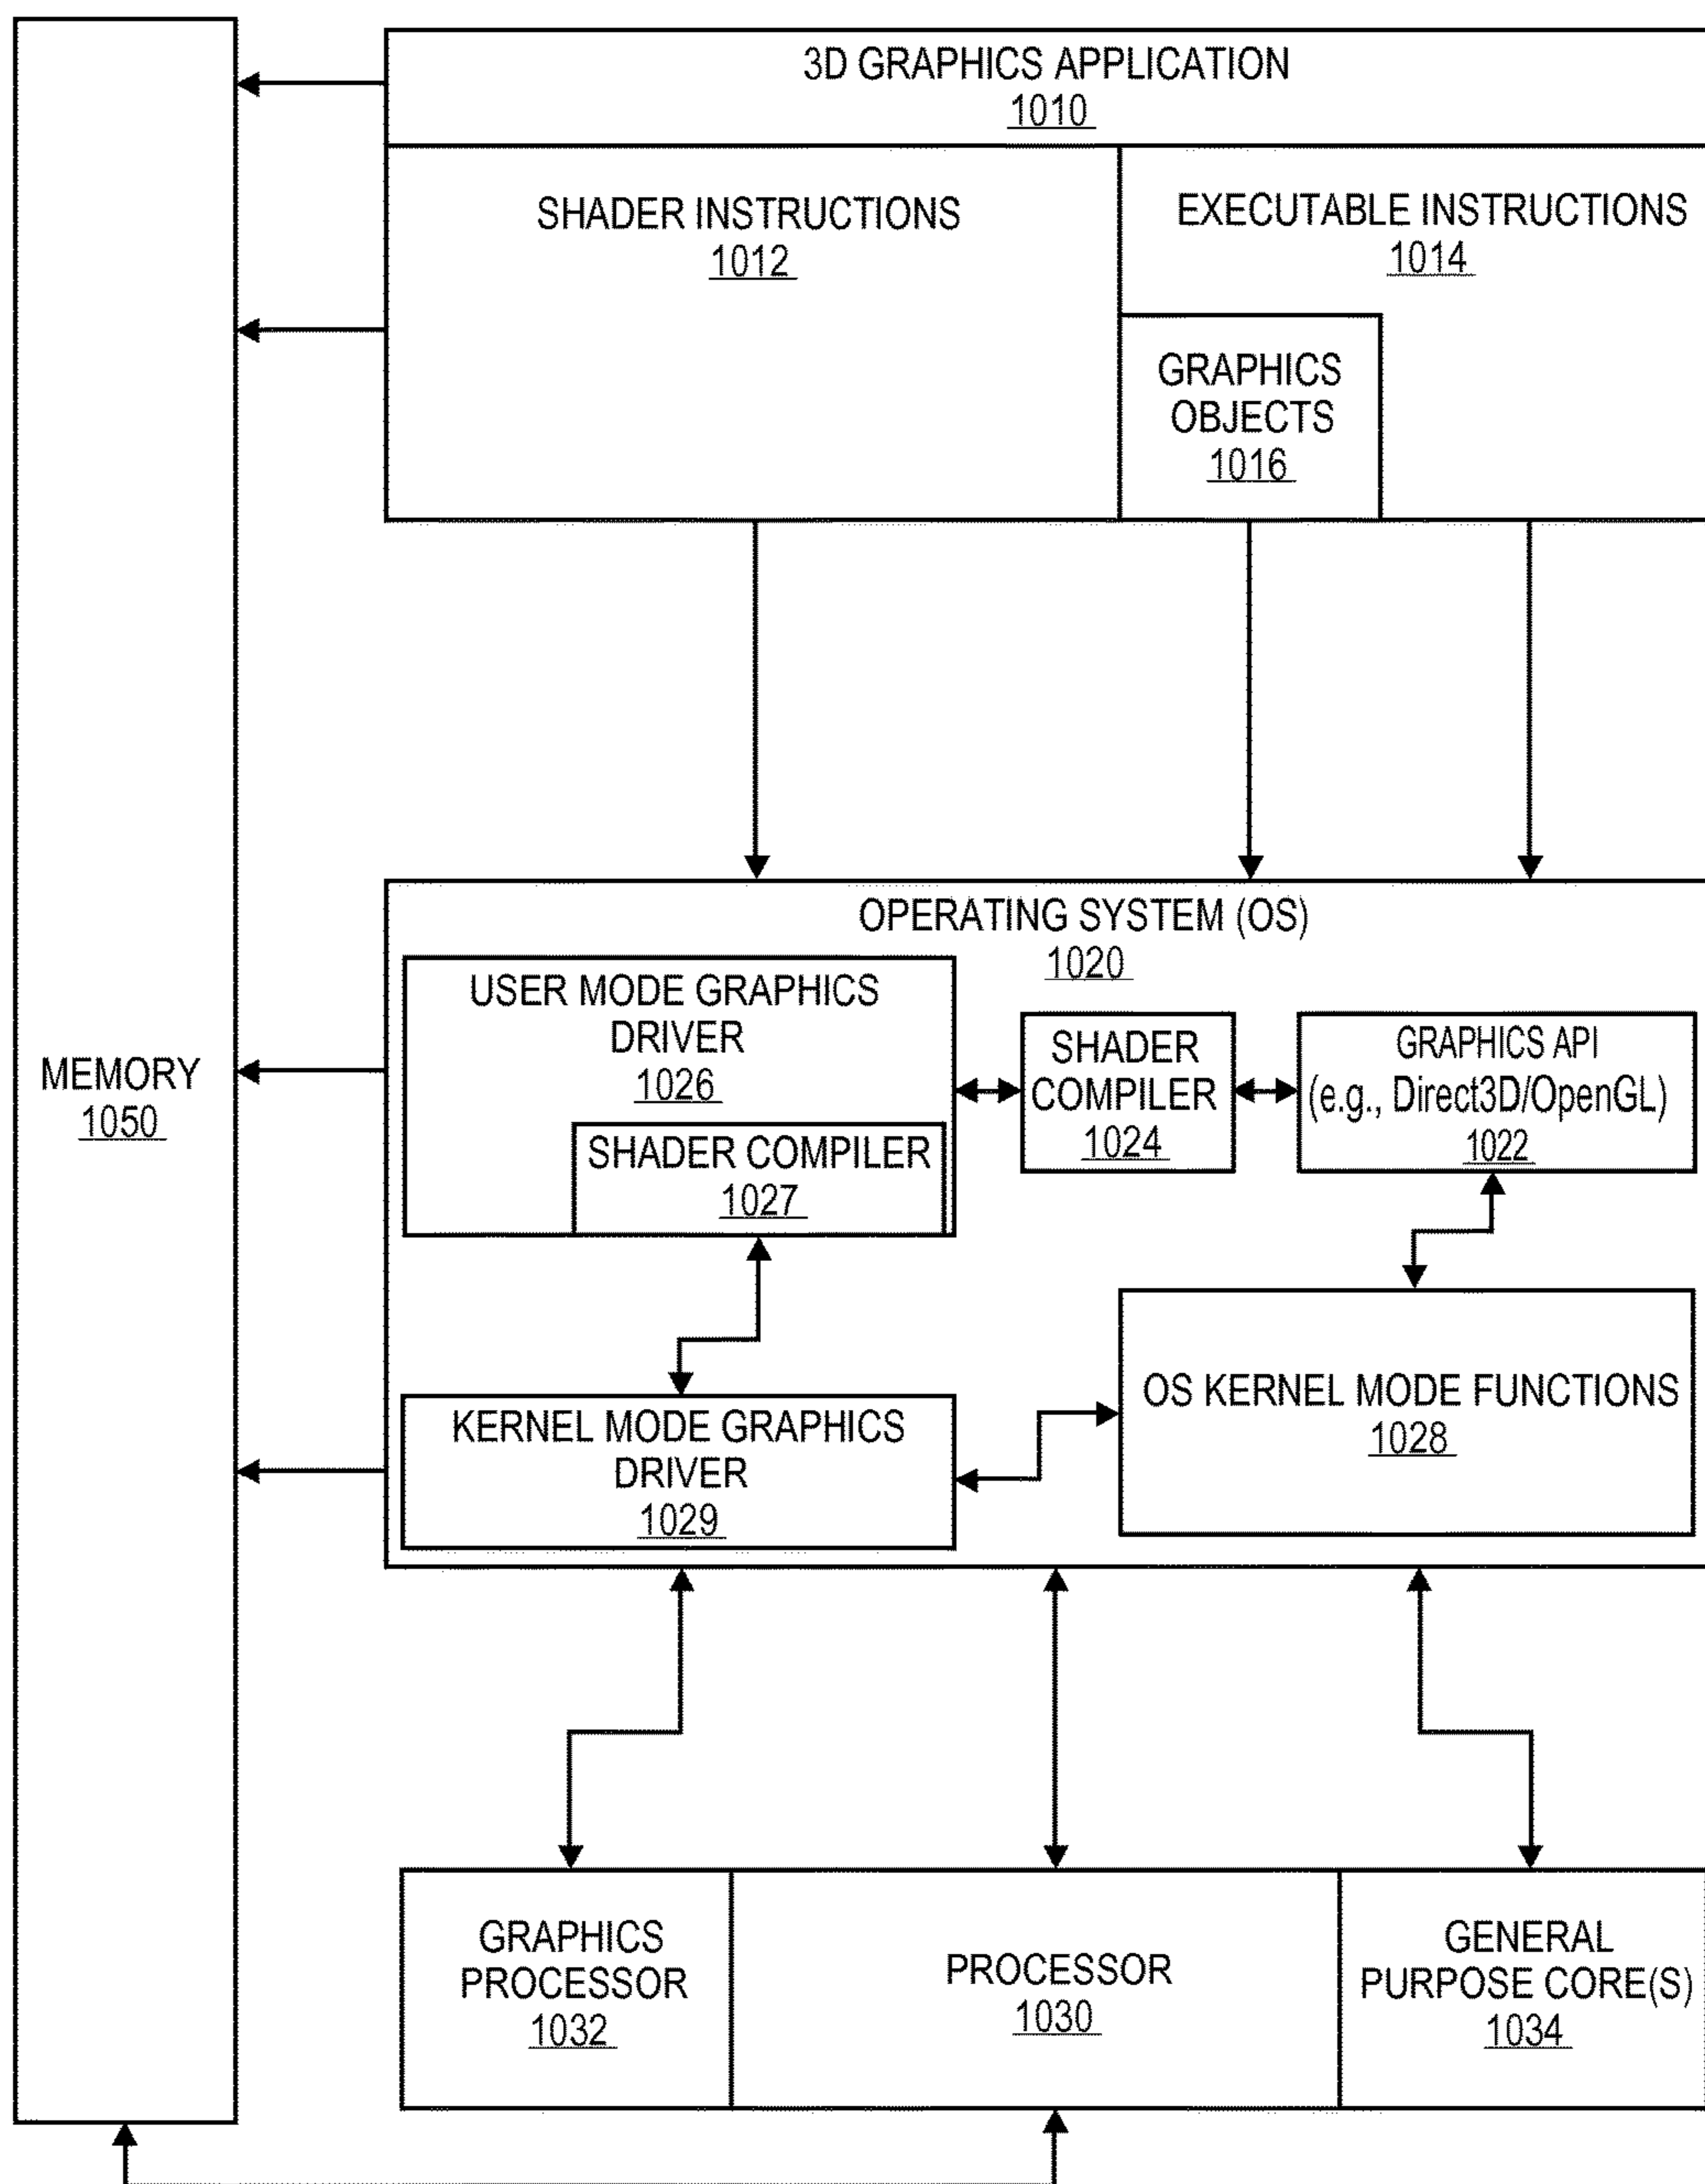 3D GRAPHICS APPLICATION
1010
SHADER INSTRUCTIONS
1012
EXECUTABLE INSTRUCTIONS
1014
GRAPHICS
OBJECTS
1016
OPERATING SYSTEM (OS)
1020
USER MODE GRAPHICS
DRIVER
1026
SHADER COMPILER
1027
SHADER
COMPILER
1024
GRAPHICS API
(e.g., Direct3D/OpenGL)
1022
MEMORY
1050
KERNEL MODE GRAPHICS
DRIVER
1029
OS KERNEL MODE FUNCTIONS
1028
GRAPHICS
PROCESSOR
1032
PROCESSOR
1030
GENERAL
PURPOSE CORE(S)
1034